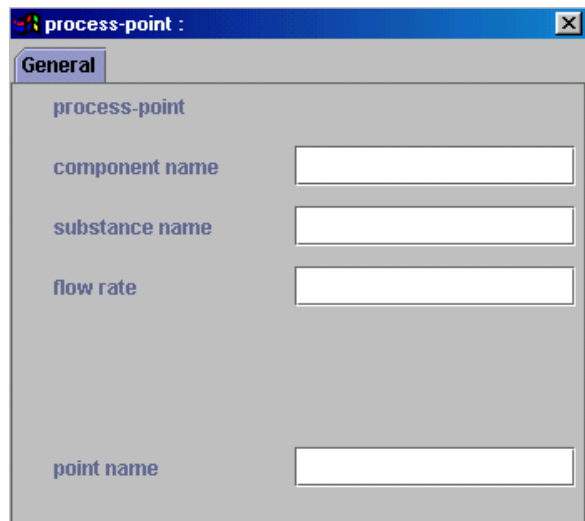 process-point :
General
process-point
component name
substance name
flow rate
point name